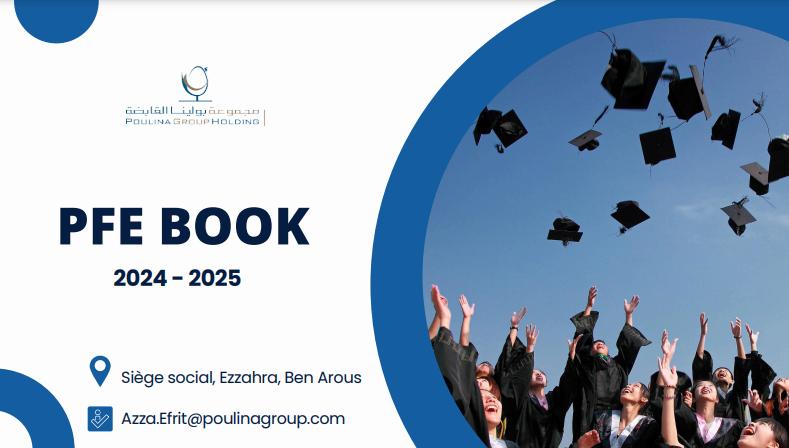 مجموعة بولينا القابضة
POULINA GROUP HOLDING
PFE BOOK
2024 - 2025
Siège social, Ezzahra, Ben Arous
Azza.Efrit@poulinagroup.com